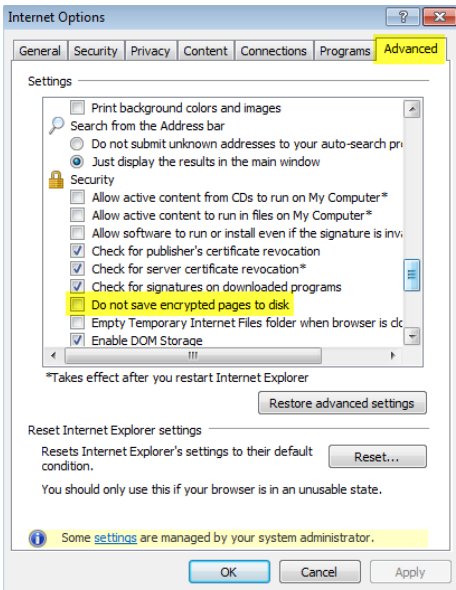 Internet Options
General Security Privacy Content Connections Programs Advanced
Settings
Print background colors and images
Search from the Address bar
Do not submit unknown addresses to your auto-search
Just display the results in the main window
Security
Allow active content from CDs to run on My Computer*
Allow active content to run in files on My Computer*
Allow software to run or install even if the signature is
Check for publisher's certificate revocation
Check for server certificate revocation*
Check for signatures on downloaded programs
Do not save encrypted pages to disk
Empty Temporary Internet Files folder when browser is
Enable DOM Storage
*Takes effect after you restart Internet Explorer
Restore advanced settings
Reset Internet Explorer settings
Resets Internet Explorer's settings to their default
condition.
Reset...
You should only use this if your browser is in an unusable state.
Some settings are managed by your system administrator.
OK Cancel Apply